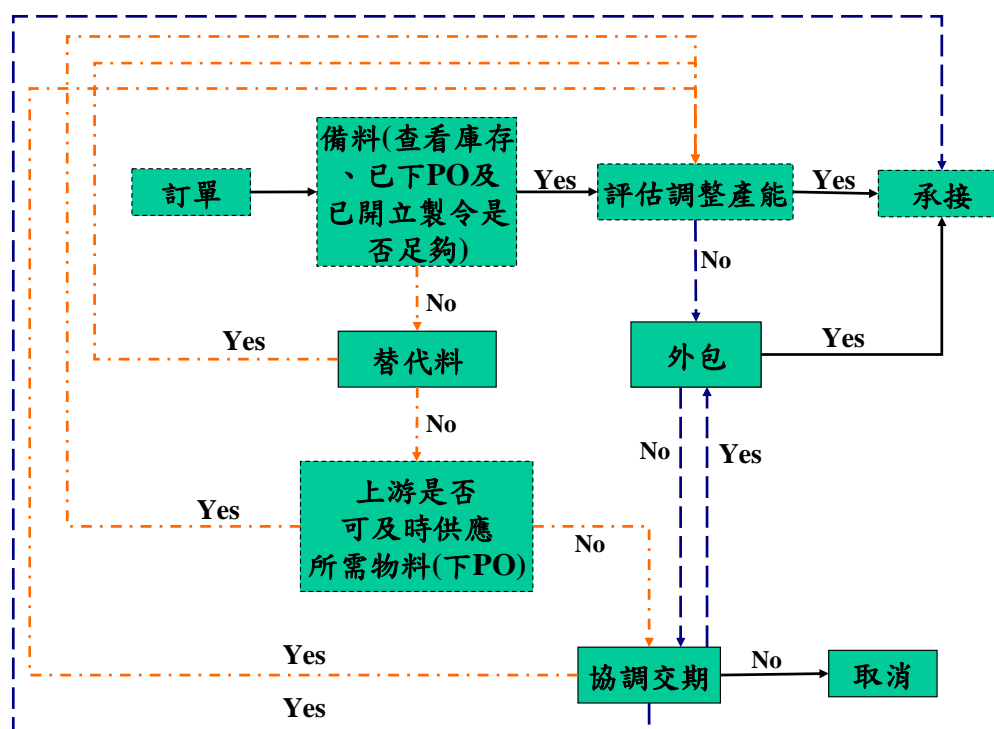 訂單
備料(查看庫存
、已下PO及
已開立製令是
否足夠)
Yes
評估調整產能
Yes
承接
No
No
Yes
替代料
外包
Yes
No
No
Yes
上游是否
可及時供應
所需物料(下PO)
Yes
No
Yes
協調交期
No
取消
Yes